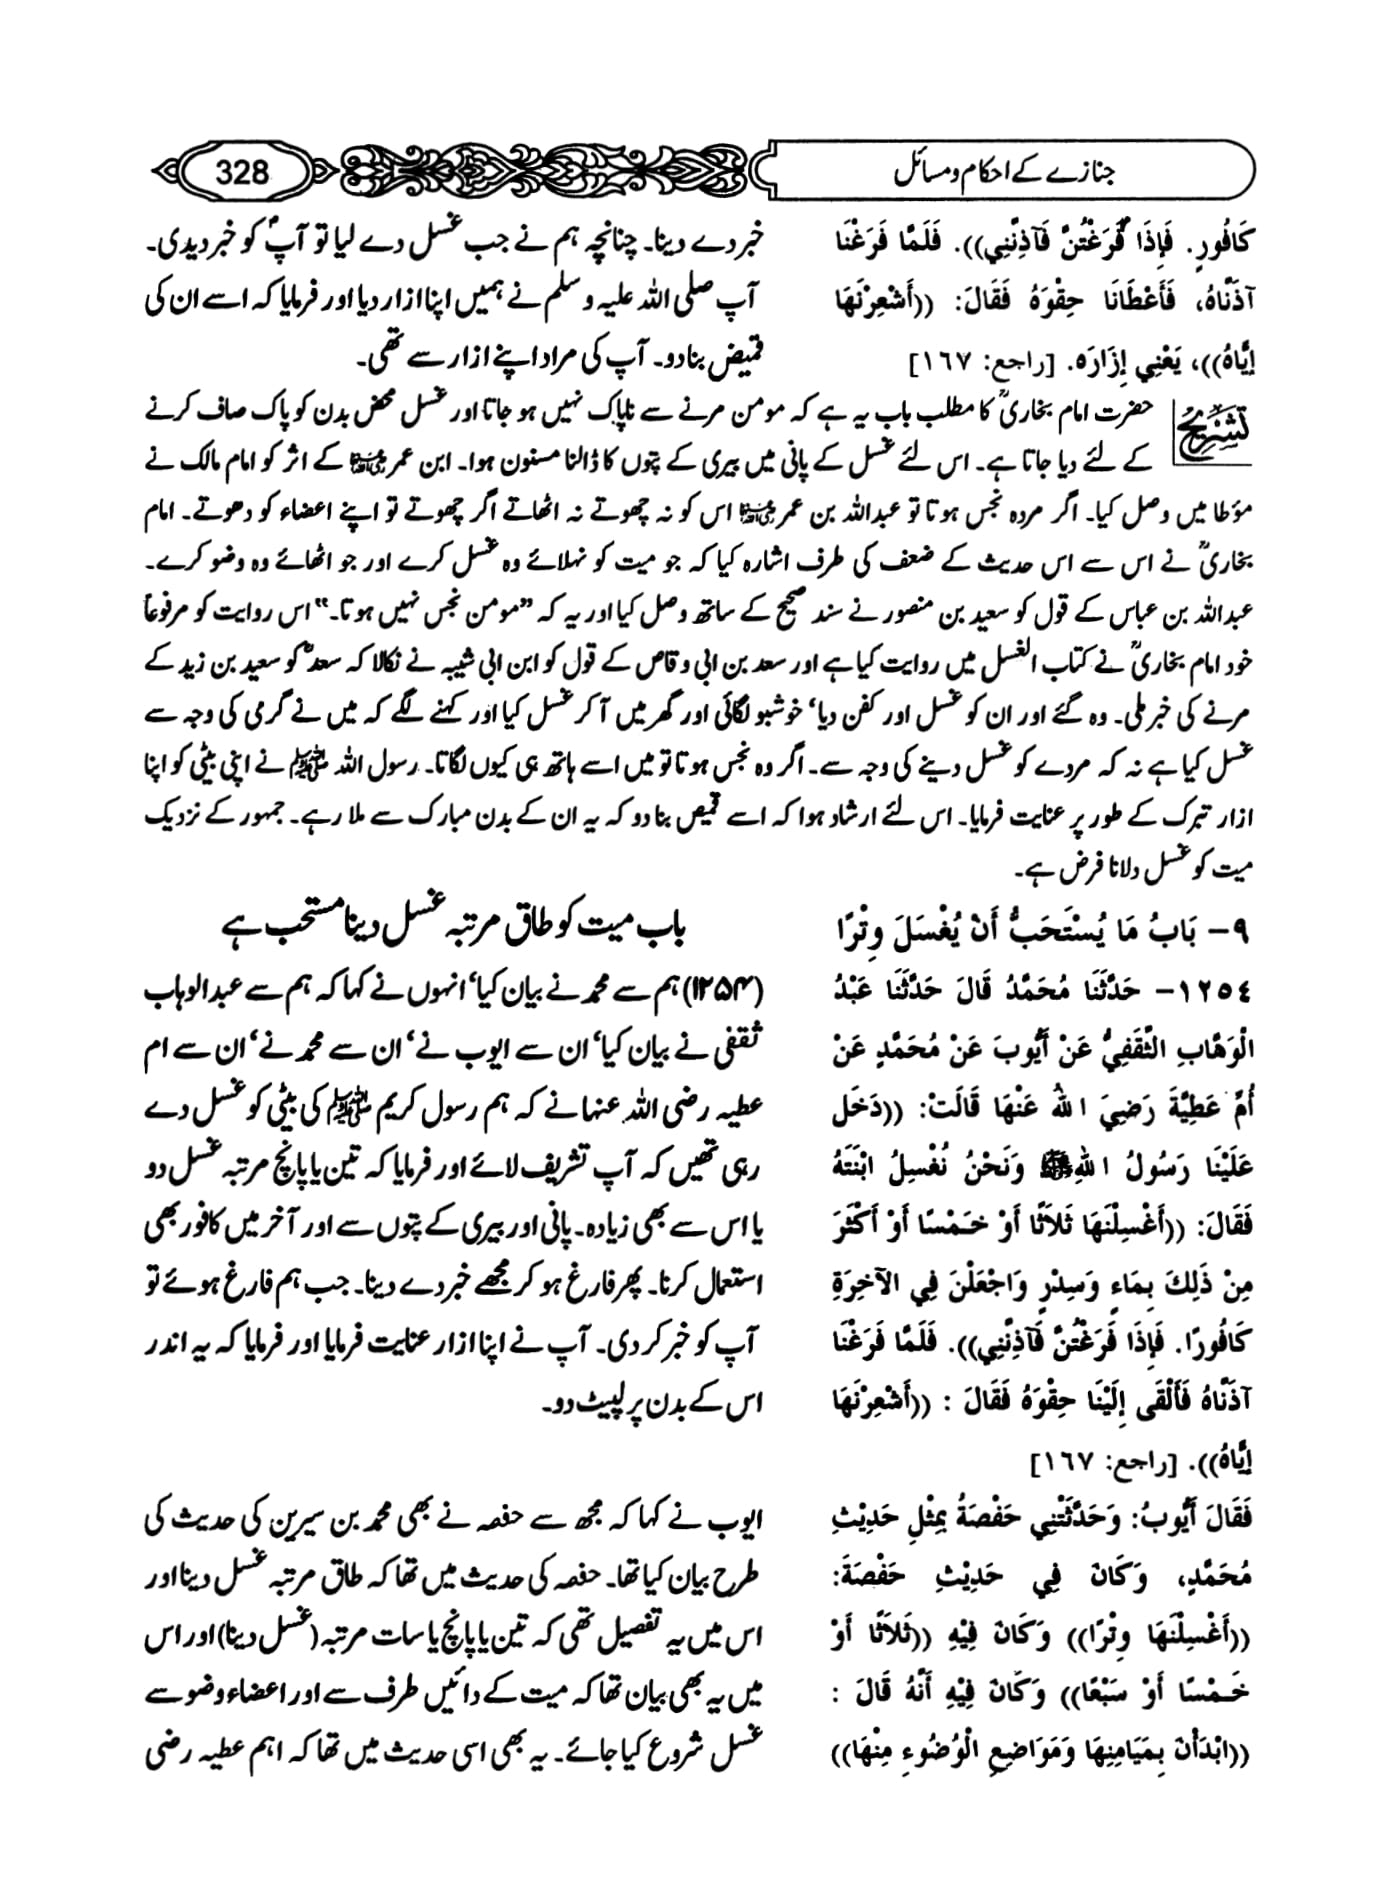 جنازے کے احکام و مسائل
328
كَافُورٍ. فَإِذَا فَرَغْتُنَّ فَآذِنَّنِي)). فَلَمَّا فَرَغْنَا
آذَنَّاهُ، فَأَعْطَانَا حِقْوَهُ فَقَالَ: ((أَشْعِرْنَهَا
إِيَّاهُ))، يَعْنِي إِزَارَه. [راجع: ١٦٧]
خبر دے دینا۔ چنانچہ ہم نے جب غسل دے لیا تو آپؐ کو خبر دیدی۔
آپ صلی اللہ علیہ وسلم نے ہمیں اپنا ازار دیا اور فرمایا کہ اسے ان کی
قمیض بنا دو۔ آپ کی مراد اپنے ازار سے تھی۔
تشریح
حضرت امام بخاریؒ کا مطلب باب یہ ہے کہ مومن مرنے سے ناپاک نہیں ہو جاتا اور غسل محض بدن کو پاک صاف کرنے
کے لئے دیا جاتا ہے۔ اس لئے غسل کے پانی میں بیری کے پتوں کا ڈالنا مسنون ہوا۔ ابن عمر رضی اللہ عنہما کے اثر کو امام مالک نے
مؤطا میں وصل کیا۔ اگر مردہ نجس ہوتا تو عبداللہ بن عمر رضی اللہ عنہما اس کو نہ چھوتے نہ اٹھاتے اگر چھوتے تو اپنے اعضاء کو دھوتے۔ امام
بخاریؒ نے اس سے اس حدیث کے ضعف کی طرف اشارہ کیا کہ جو میت کو نہلائے وہ غسل کرے اور جو اٹھائے وہ وضو کرے۔
عبداللہ بن عباس کے قول کو سعید بن منصور نے سند صحیح کے ساتھ وصل کیا اور یہ کہ ”مومن نجس نہیں ہوتا۔“ اس روایت کو مرفوعاً
خود امام بخاریؒ نے کتاب الغسل میں روایت کیا ہے اور سعد بن ابی وقاص کے قول کو ابن ابی شیبہ نے نکالا کہ سعدؓ کو سعید بن زید کے
مرنے کی خبر ملی۔ وہ گئے اور ان کو غسل اور کفن دیا‘ خوشبو لگائی اور گھر میں آ کر غسل کیا اور کہنے لگے کہ میں نے گرمی کی وجہ سے
غسل کیا ہے نہ کہ مردے کو غسل دینے کی وجہ سے۔ اگر وہ نجس ہوتا تو میں اسے ہاتھ ہی کیوں لگاتا۔ رسول اللہ ﷺ نے اپنی بیٹی کو اپنا
ازار تبرک کے طور پر عنایت فرمایا۔ اس لئے ارشاد ہوا کہ اسے قمیص بنا دو کہ یہ ان کے بدن مبارک سے ملا رہے۔ جمہور کے نزدیک
میت کو غسل دلانا فرض ہے۔
٩- بَابُ مَا يُسْتَحَبُّ أَنْ يُغْسَلَ وِتْرًا
باب میت کو طاق مرتبہ غسل دینا مستحب ہے
١٢٥٤- حَدَّثَنَا مُحَمَّدٌ قَالَ حَدَّثَنَا عَبْدُ
الْوَهَّابِ الثَّقَفِيُّ عَنْ أَيُّوبَ عَنْ مُحَمَّدٍ عَنْ
أُمِّ عَطِيَّةَ رَضِيَ اللهُ عَنْهَا قَالَتْ: ((دَخَلَ
عَلَيْنَا رَسُولُ اللهِ ﷺ وَنَحْنُ نُغْسِلُ ابْنَتَهُ
فَقَالَ: ((أَغْسِلْنَهَا ثَلاَثًا أَوْ خَمْسًا أَوْ أَكْثَرَ
مِنْ ذَلِكَ بِمَاءٍ وَسِدْرٍ وَاجْعَلْنَ فِي الآخِرَةِ
كَافُورًا. فَإِذَا فَرَغْتُنَّ فَآذِنَّنِي)). فَلَمَّا فَرَغْنَا
آذَنَّاهُ فَأَلْقَى إِلَيْنَا حِقْوَهُ فَقَالَ : ((أَشْعِرْنَهَا
إِيَّاهُ)). [راجع: ١٦٧]
(۱۲۵۴) ہم سے محمد نے بیان کیا‘ انہوں نے کہا کہ ہم سے عبدالوہاب
ثقفی نے بیان کیا‘ ان سے ایوب نے‘ ان سے محمد نے‘ ان سے ام
عطیہ رضی اللہ عنہا نے کہ ہم رسول کریم ﷺ کی بیٹی کو غسل دے
رہی تھیں کہ آپ تشریف لائے اور فرمایا کہ تین یا پانچ مرتبہ غسل دو
یا اس سے بھی زیادہ۔ پانی اور بیری کے پتوں سے اور آخر میں کافور بھی
استعمال کرنا۔ پھر فارغ ہو کر مجھے خبر دے دینا۔ جب ہم فارغ ہوئے تو
آپ کو خبر کر دی۔ آپ نے اپنا ازار عنایت فرمایا اور فرمایا کہ یہ اندر
اس کے بدن پر لپیٹ دو۔
فَقَالَ أَيُّوبُ: وَحَدَّثَتْنِي حَفْصَةُ بِمِثْلِ حَدِيْثِ
مُحَمَّدٍ، وَكَانَ فِي حَدِيْثِ حَفْصَةَ:
((أَغْسِلْنَهَا وِتْرًا)) وَكَانَ فِيْهِ ((ثَلاَثًا أَوْ
خَمْسًا أَوْ سَبْعًا)) وَكَانَ فِيْهِ أَنَّهُ قَالَ :
((ابْدَأْنَ بِمَيَامِنِهَا وَمَوَاضِعِ الْوُضُوءِ مِنْهَا))
ایوب نے کہا کہ مجھ سے حفصہ نے بھی محمد بن سیرین کی حدیث کی
طرح بیان کیا تھا۔ حفصہ کی حدیث میں تھا کہ طاق مرتبہ غسل دینا اور
اس میں یہ تفصیل تھی کہ تین یا پانچ یا سات مرتبہ (غسل دینا) اور اس
میں یہ بھی بیان تھا کہ میت کے دائیں طرف سے اور اعضاء وضو سے
غسل شروع کیا جائے۔ یہ بھی اسی حدیث میں تھا کہ اہم عطیہ رضی